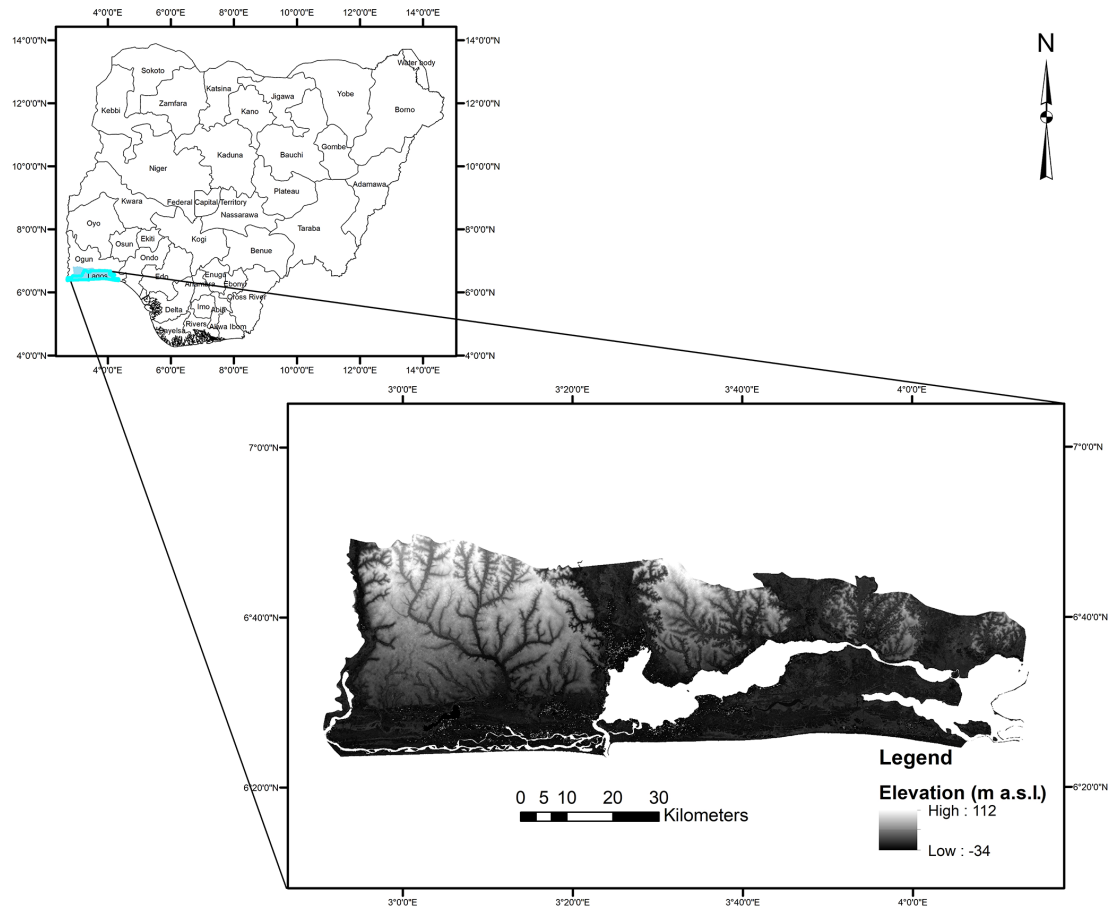 4°0'0"E 6°0'0"E 8°0'0"E 10°0'0"E 12°0'0"E 14°0'0"E
N
14°0'0"N 14°0'0"N
Water body
Sokoto
Katsina
Jigawa
Yobe
12°0'0"N 12°0'0"N
Zamfara
Kebbi
Kano
Borno
Gombe
Kaduna
Bauchi
10°0'0"N 10°0'0"N
Niger
Adamawa
Plateau
Kwara
Federal Capital Territory
Nassarawa
8°0'0"N 8°0'0"N
Oyo
Taraba
Osun
Ekiti
Kogi
Benue
Ondo
Ogun
Lagos
Edo
Enugu
Anambra
Ebonyi
6°0'0"N 6°0'0"N
Cross River
Delta
Imo
Abia
Rivers
Akwa Ibom
Bayelsa
4°0'0"N 4°0'0"N
4°0'0"E 6°0'0"E 8°0'0"E 10°0'0"E 12°0'0"E 14°0'0"E
3°0'0"E 3°20'0"E 3°40'0"E 4°0'0"E
7°0'0"N 7°0'0"N
6°40'0"N 6°40'0"N
6°20'0"N 6°20'0"N
Legend
Elevation (m a.s.l.)
High : 112
Low : -34
0 5 10 20 30
Kilometers
3°0'0"E 3°20'0"E 3°40'0"E 4°0'0"E